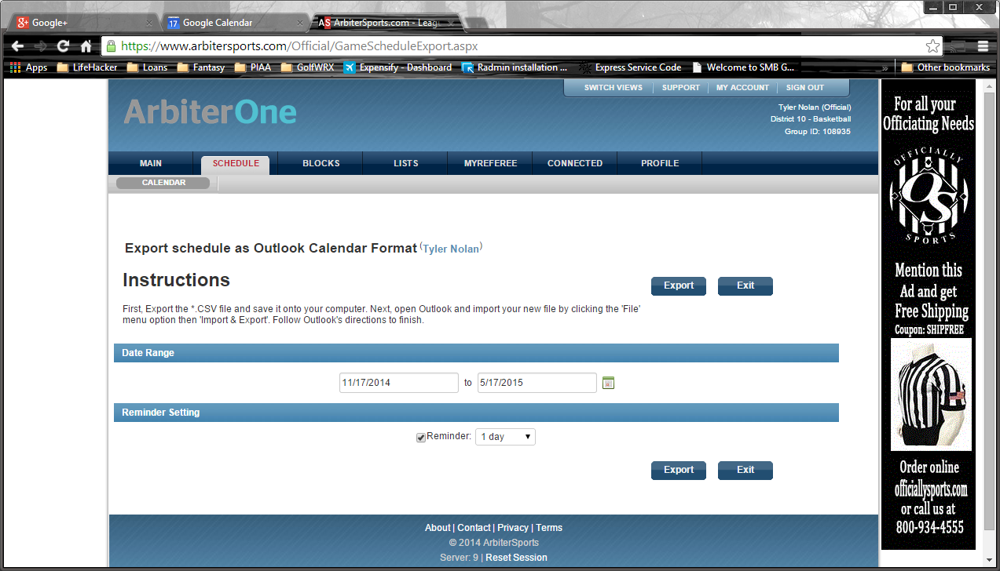 Google+
Google Calendar
ArbiterSports.com - Leag
https://www.arbitersports.com/Official/GameScheduleExport.aspx
Apps LifeHacker Loans Fantasy PIAA GolfWRX Expensify - Dashboard Radmin installation ... Express Service Code Welcome to SMB G... » Other bookmarks
SWITCH VIEWS SUPPORT MY ACCOUNT SIGN OUT
ArbiterOne
Tyler Nolan (Official)
District 10 - Basketball
Group ID: 108935
MAIN SCHEDULE BLOCKS LISTS MYREFEREE CONNECTED PROFILE
CALENDAR
Export schedule as Outlook Calendar Format (Tyler Nolan)
Instructions
Export Exit
First, Export the *.CSV file and save it onto your computer. Next, open Outlook and import your new file by clicking the 'File'
menu option then 'Import & Export'. Follow Outlook's directions to finish.
Date Range
11/17/2014 to 5/17/2015
Reminder Setting
Reminder: 1 day
Export Exit
About | Contact | Privacy | Terms
© 2014 ArbiterSports
Server: 9 | Reset Session
For all your
Officiating Needs
OFFICIALLY
OS
SPORTS
Mention this
Ad and get
Free Shipping
Coupon: SHIPFREE
Order online
officiallysports.com
or call us at
800-934-4555